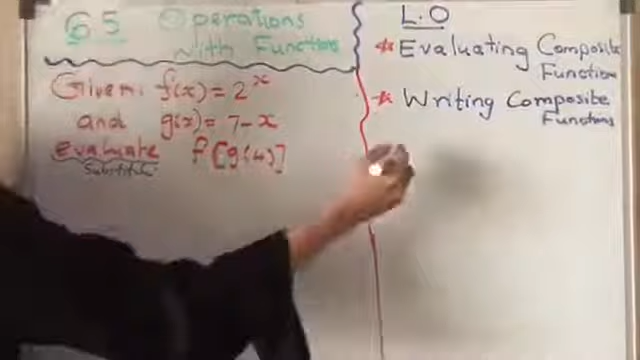 6 5 Operations
with Functions
Given: f(x) = 2^x
and g(x) = 7 - x
evaluate f[g(4)]
Substitute
L.O
* Evaluating Composite
Function
* Writing Composite
Functions